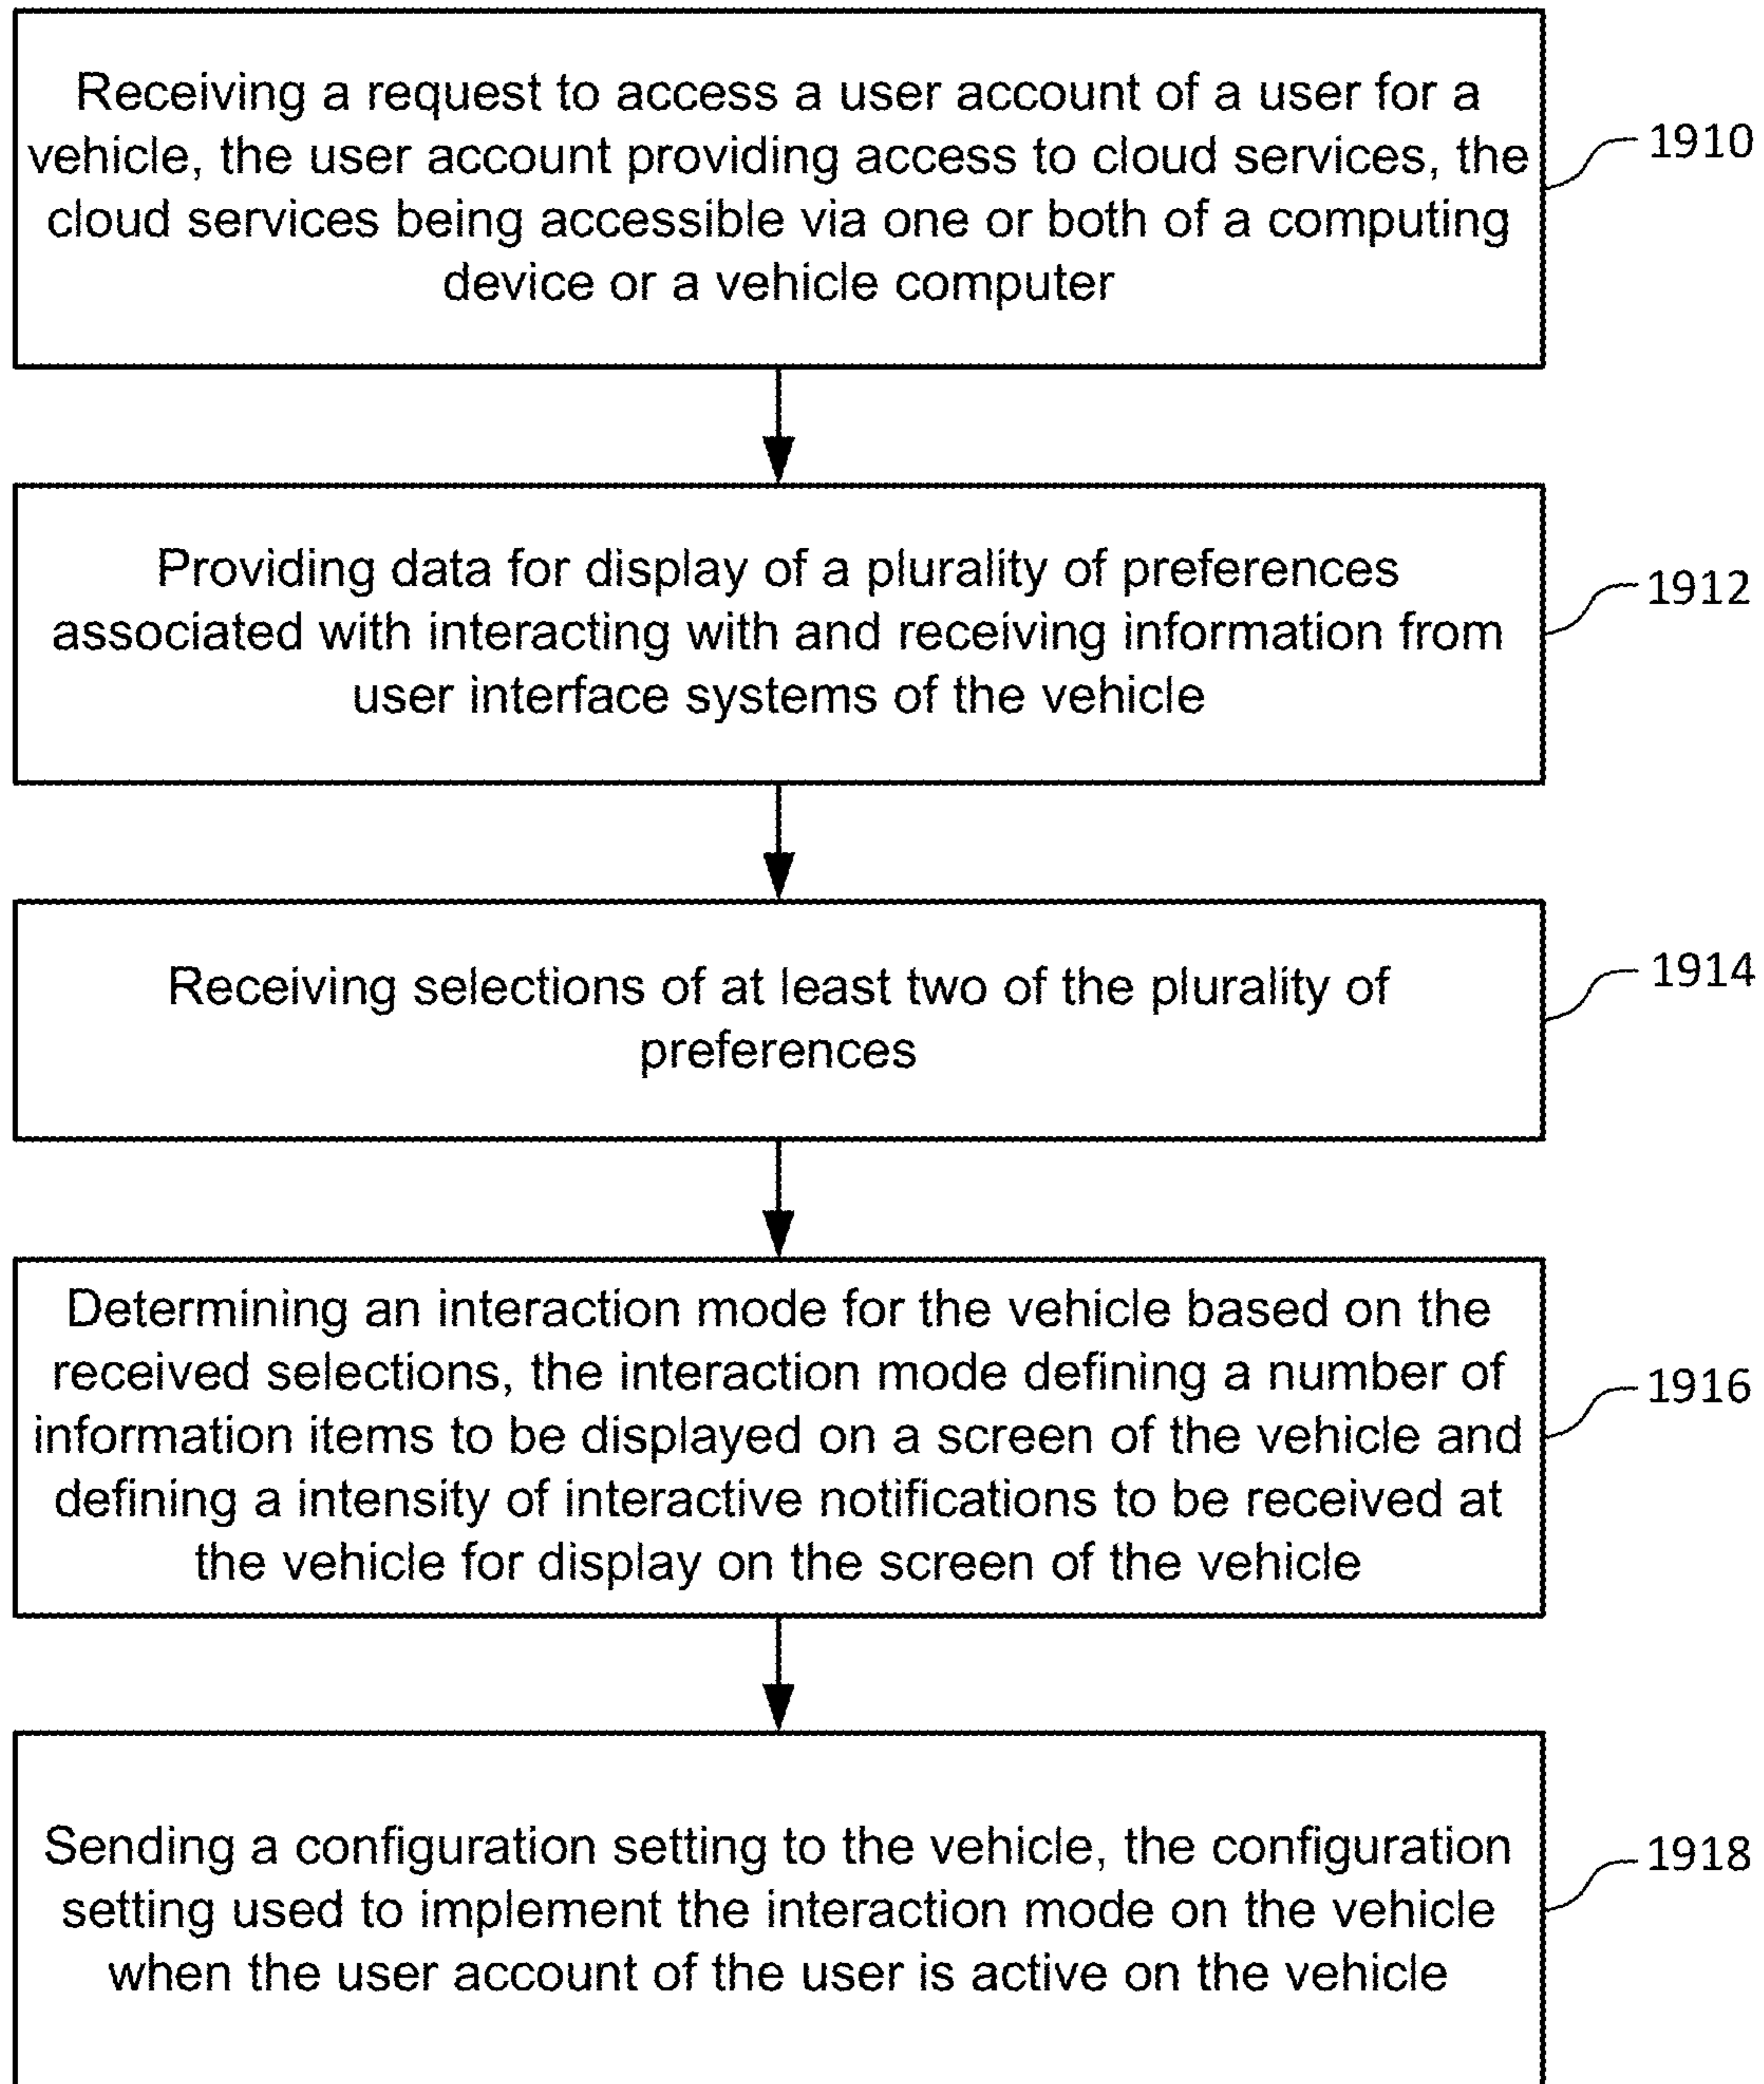 Receiving a request to access a user account of a user for a
vehicle, the user account providing access to cloud services, the
cloud services being accessible via one or both of a computing
device or a vehicle computer
1910
Providing data for display of a plurality of preferences
associated with interacting with and receiving information from
user interface systems of the vehicle
1912
Receiving selections of at least two of the plurality of
preferences
1914
Determining an interaction mode for the vehicle based on the
received selections, the interaction mode defining a number of
information items to be displayed on a screen of the vehicle and
defining a intensity of interactive notifications to be received at
the vehicle for display on the screen of the vehicle
1916
Sending a configuration setting to the vehicle, the configuration
setting used to implement the interaction mode on the vehicle
when the user account of the user is active on the vehicle
1918